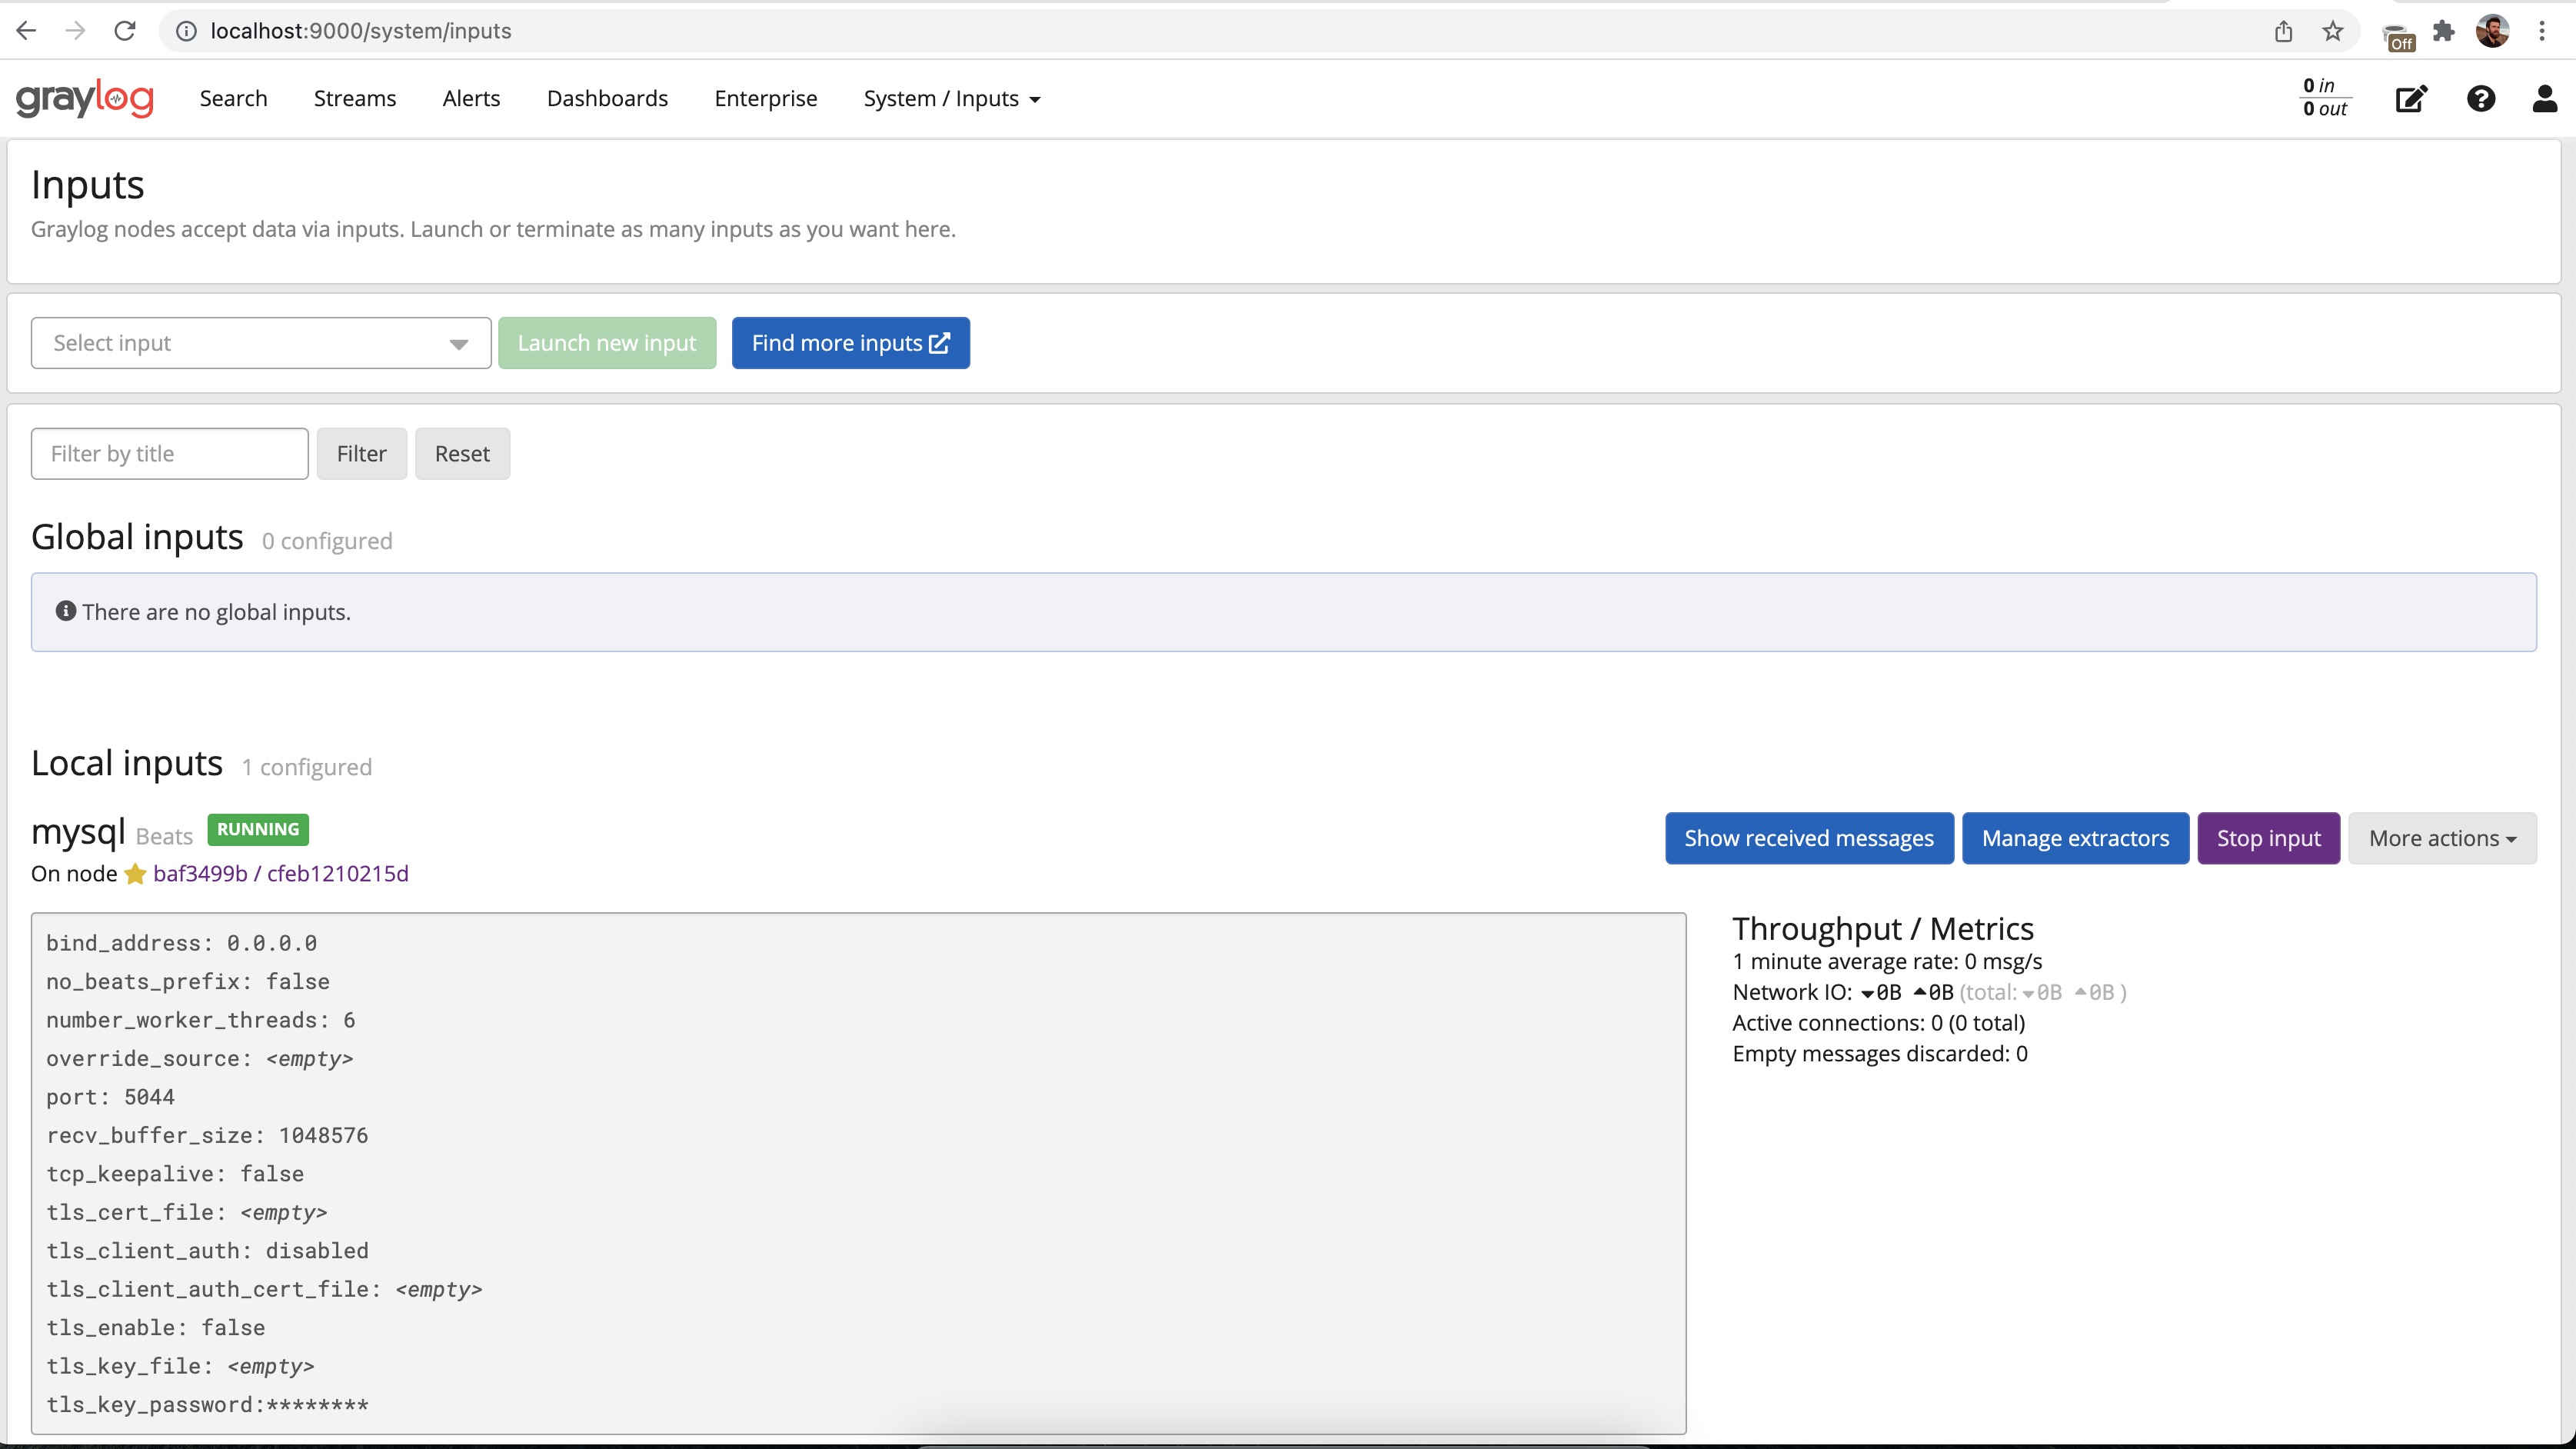 localhost:9000/system/inputs
Off
graylog Search Streams Alerts Dashboards Enterprise System / Inputs
0 in
0 out
Inputs
Graylog nodes accept data via inputs. Launch or terminate as many inputs as you want here.
Select input Launch new input Find more inputs
Filter by title Filter Reset
Global inputs 0 configured
There are no global inputs.
Local inputs 1 configured
mysql Beats RUNNING
Show received messages Manage extractors Stop input More actions
On node baf3499b / cfeb1210215d
bind_address: 0.0.0.0
no_beats_prefix: false
number_worker_threads: 6
override_source: <empty>
port: 5044
recv_buffer_size: 1048576
tcp_keepalive: false
tls_cert_file: <empty>
tls_client_auth: disabled
tls_client_auth_cert_file: <empty>
tls_enable: false
tls_key_file: <empty>
tls_key_password:********
Throughput / Metrics
1 minute average rate: 0 msg/s
Network IO: 0B 0B (total: 0B 0B )
Active connections: 0 (0 total)
Empty messages discarded: 0